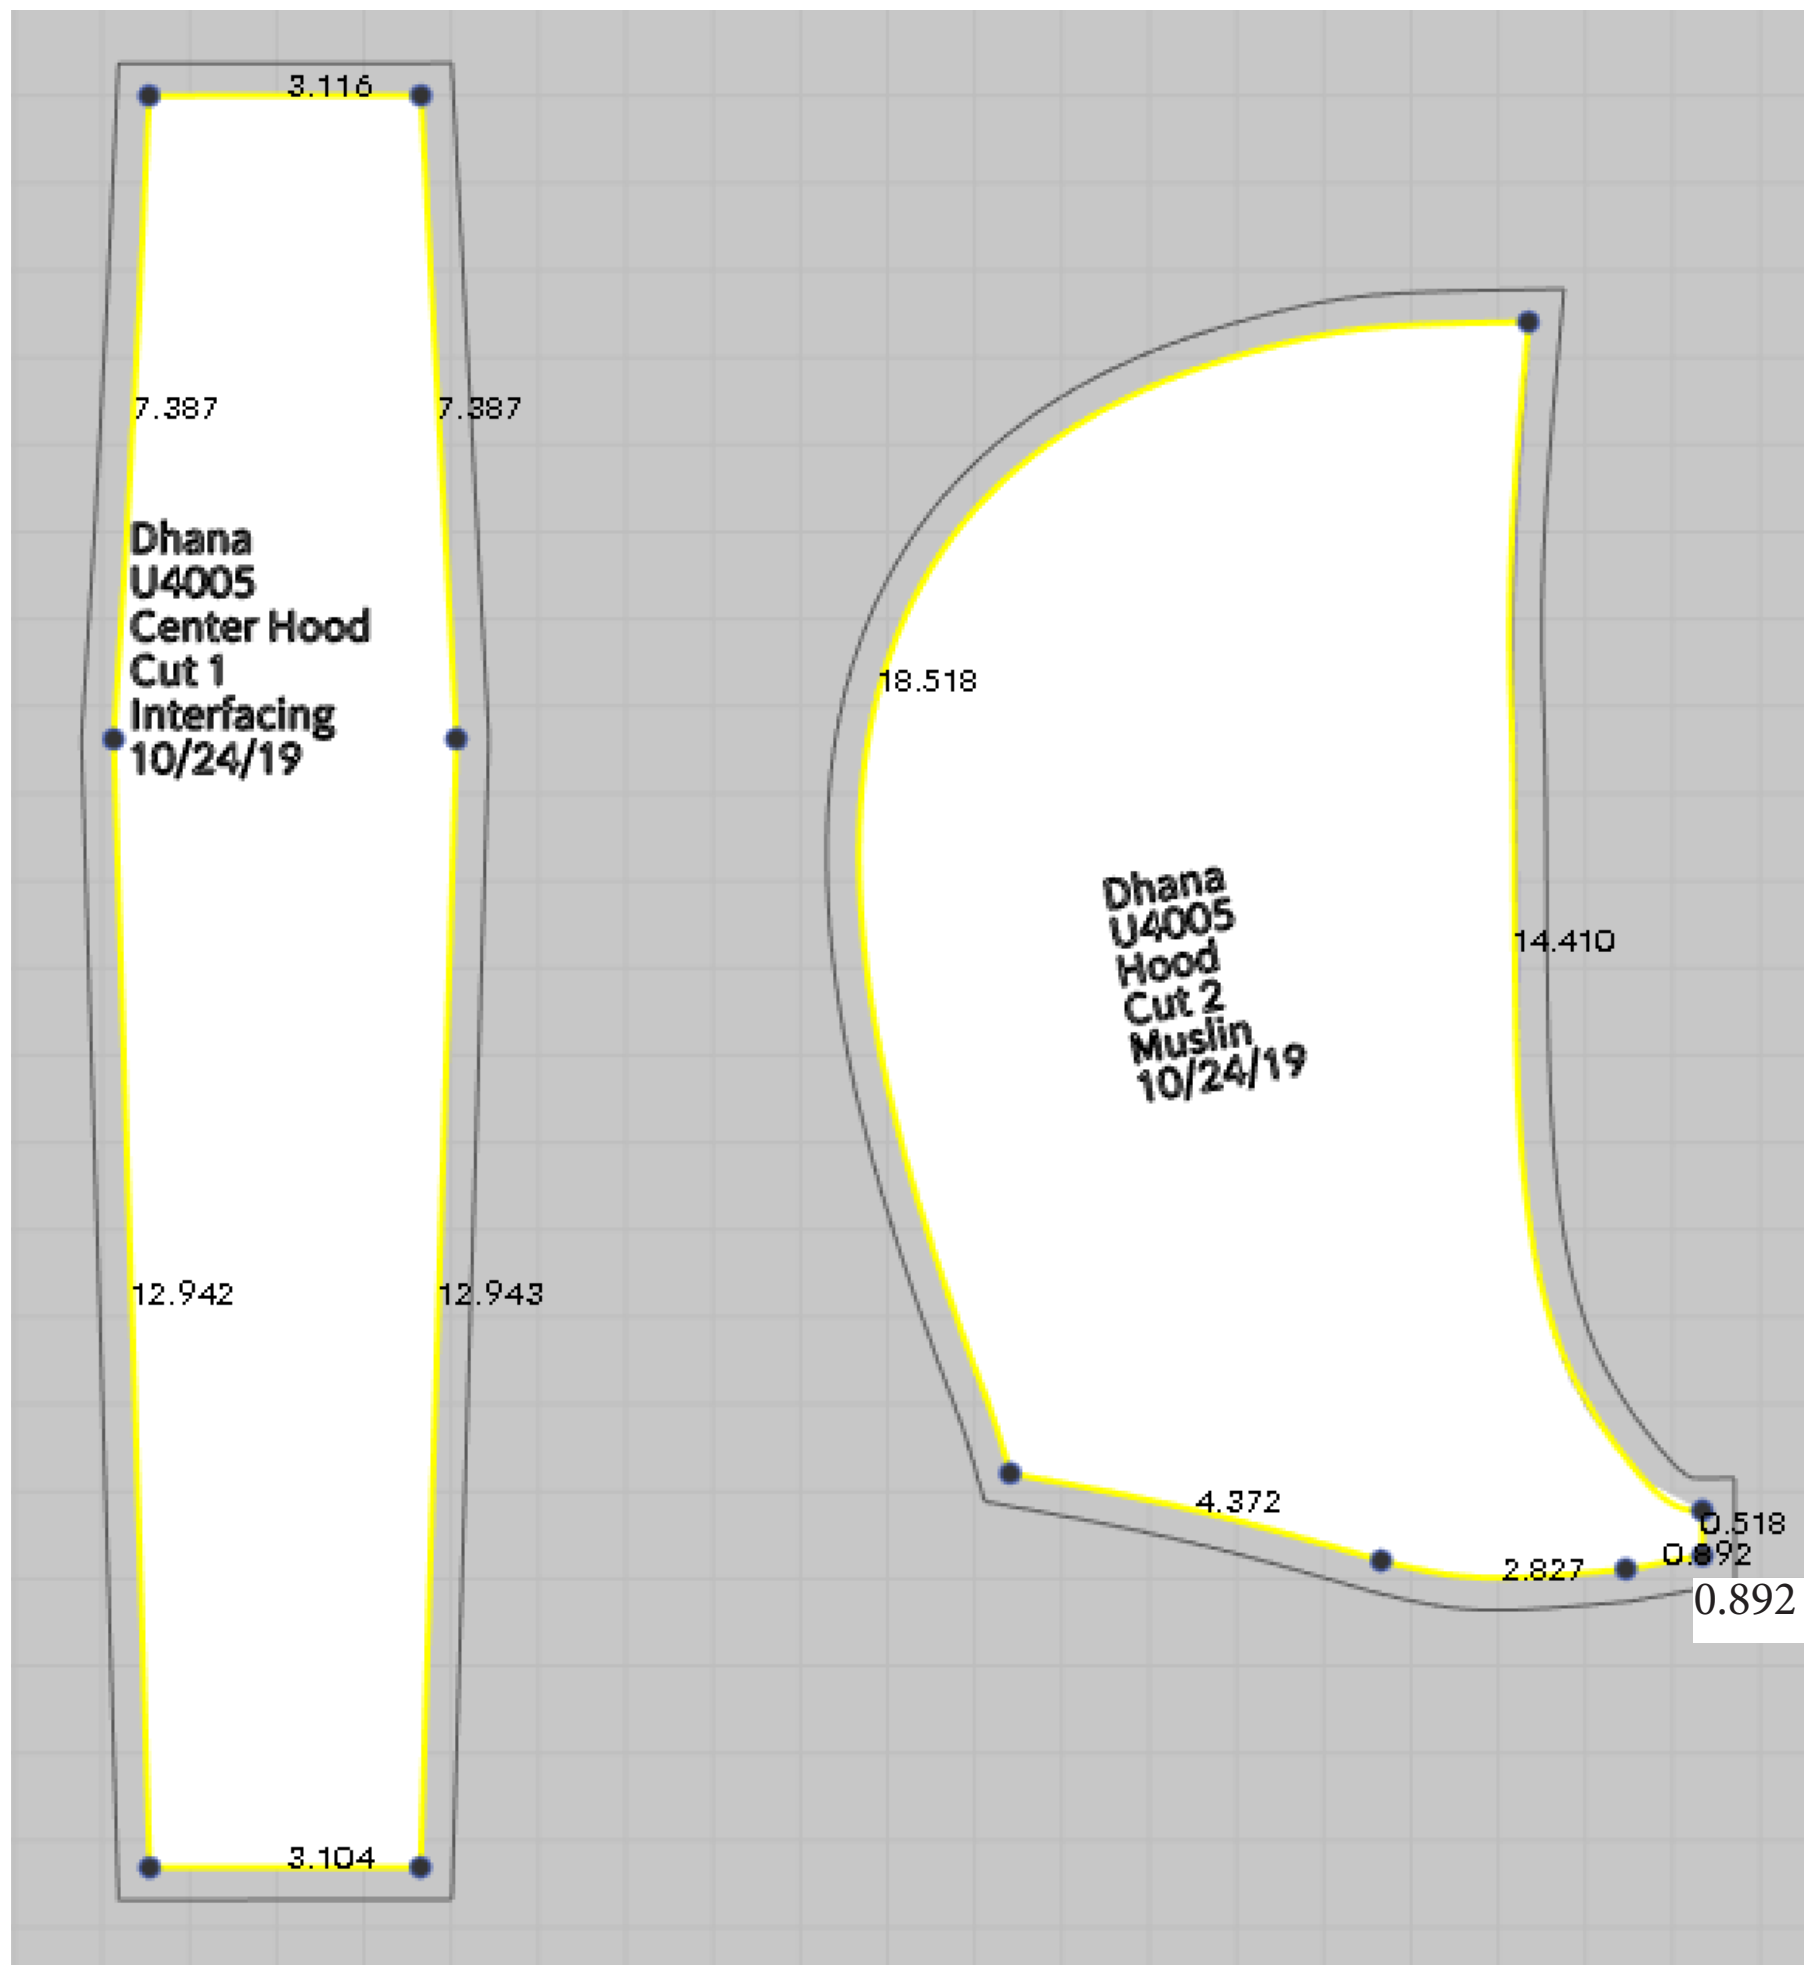 3.116
7.387
7.387
Dhana
U4005
Center Hood
Cut 1
Interfacing
10/24/19
12.942
12.943
3.104
18.518
Dhana
U4005
Hood
Cut 2
Muslin
10/24/19
14.410
4.372
0.518
0.892
2.827
0.892